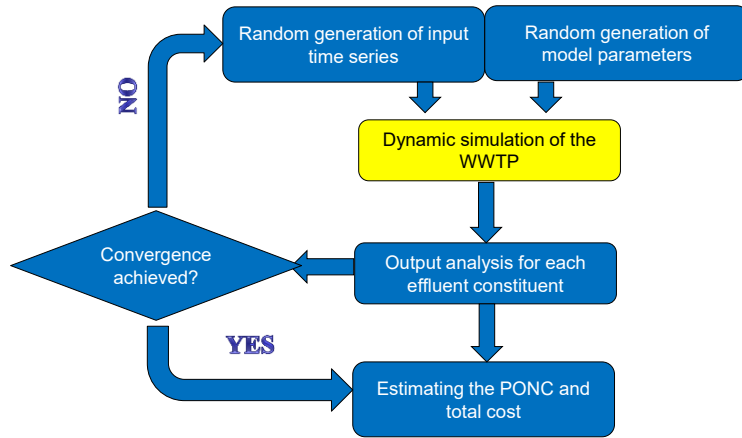 Random generation of input
time series
Random generation of
model parameters
NO
Dynamic simulation of the
WWTP
Convergence
achieved?
Output analysis for each
effluent constituent
YES
Estimating the PONC and
total cost